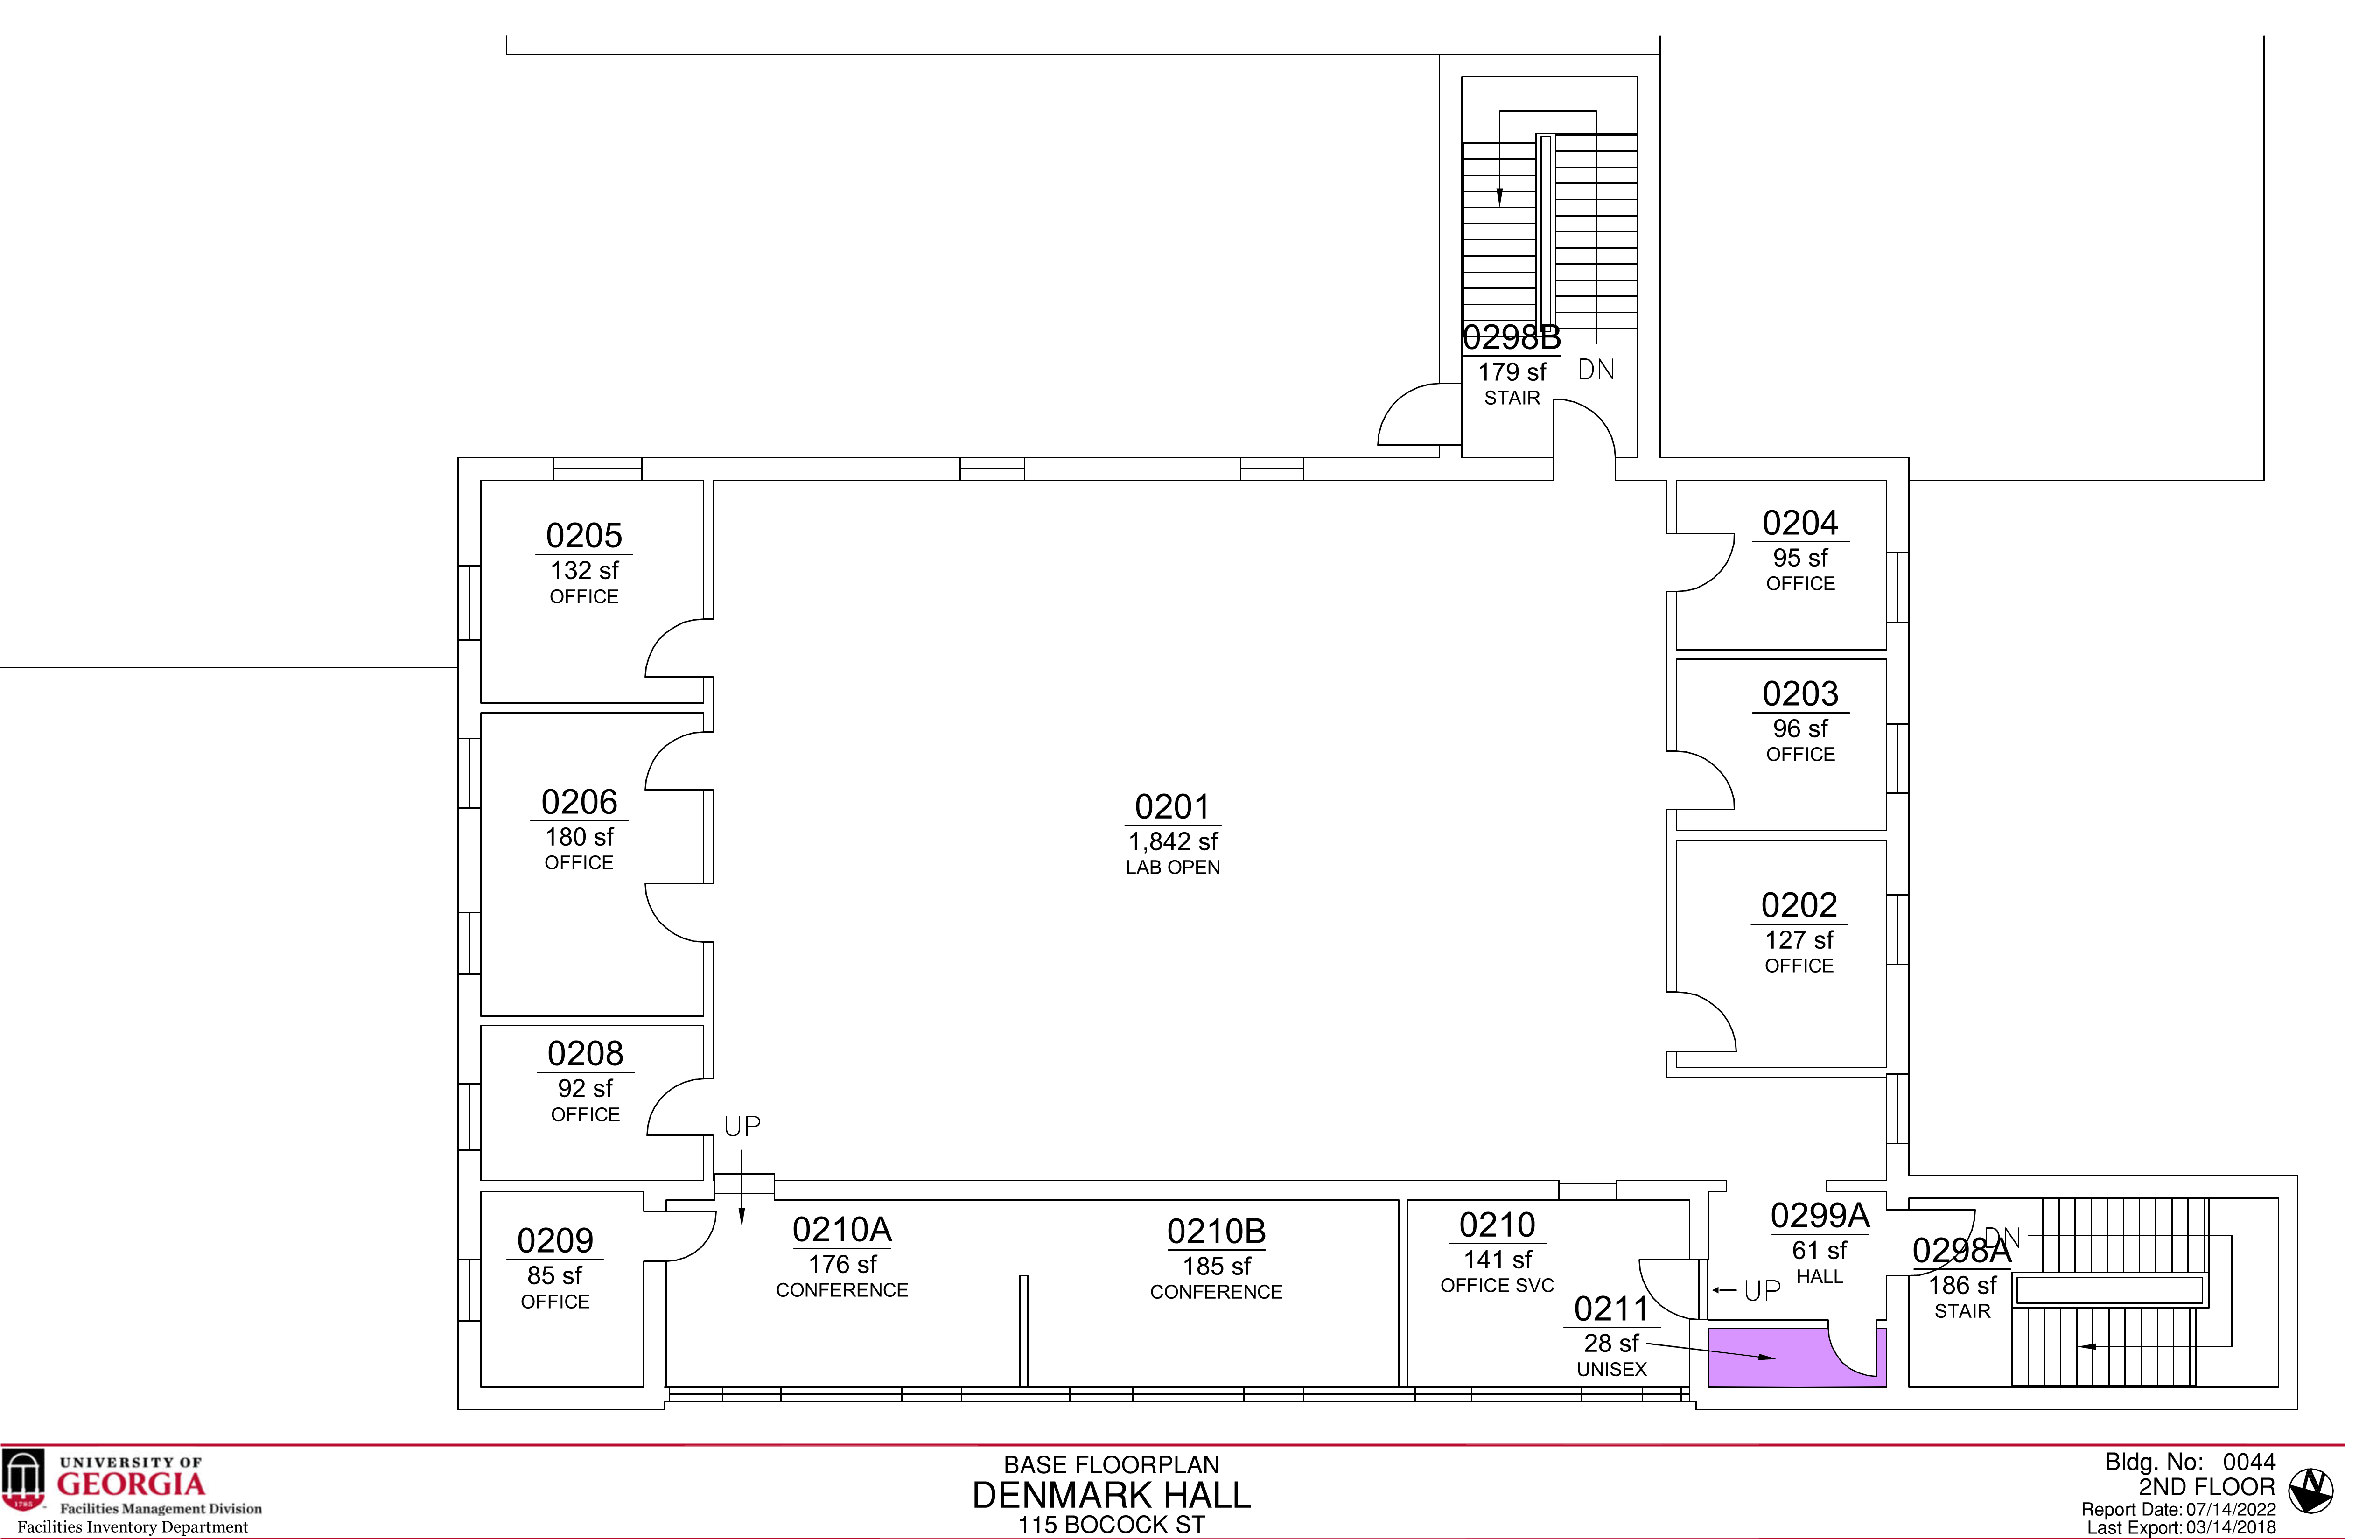 0298B
179 sf
STAIR
DN
0205
132 sf
OFFICE
0204
95 sf
OFFICE
0203
96 sf
OFFICE
0206
180 sf
OFFICE
0201
1,842 sf
LAB OPEN
0202
127 sf
OFFICE
0208
92 sf
OFFICE
UP
0209
85 sf
OFFICE
0210A
176 sf
CONFERENCE
0210B
185 sf
CONFERENCE
0210
141 sf
OFFICE SVC
0211
28 sf
UNISEX
0299A
61 sf
HALL
UP
DN
0298A
186 sf
STAIR
1785
UNIVERSITY OF
GEORGIA
Facilities Management Division
Facilities Inventory Department
BASE FLOORPLAN
DENMARK HALL
115 BOCOCK ST
Bldg. No: 0044
2ND FLOOR
Report Date: 07/14/2022
Last Export: 03/14/2018
N